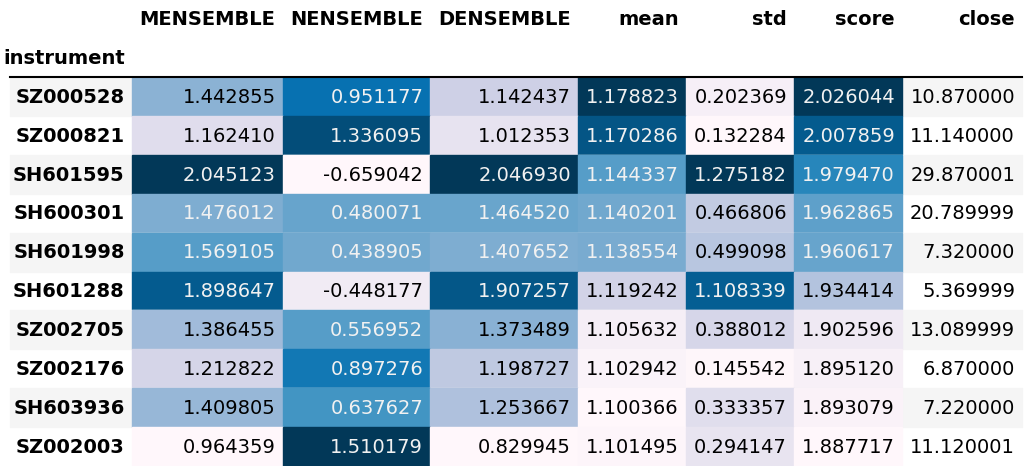 MENSEMBLE NENSEMBLE DENSEMBLE mean std score close
instrument
SZ000528 1.442855 0.951177 1.142437 1.178823 0.202369 2.026044 10.870000
SZ000821 1.162410 1.336095 1.012353 1.170286 0.132284 2.007859 11.140000
SH601595 2.045123 -0.659042 2.046930 1.144337 1.275182 1.979470 29.870001
SH600301 1.476012 0.480071 1.464520 1.140201 0.466806 1.962865 20.789999
SH601998 1.569105 0.438905 1.407652 1.138554 0.499098 1.960617 7.320000
SH601288 1.898647 -0.448177 1.907257 1.119242 1.108339 1.934414 5.369999
SZ002705 1.386455 0.556952 1.373489 1.105632 0.388012 1.902596 13.089999
SZ002176 1.212822 0.897276 1.198727 1.102942 0.145542 1.895120 6.870000
SH603936 1.409805 0.637627 1.253667 1.100366 0.333357 1.893079 7.220000
SZ002003 0.964359 1.510179 0.829945 1.101495 0.294147 1.887717 11.120001